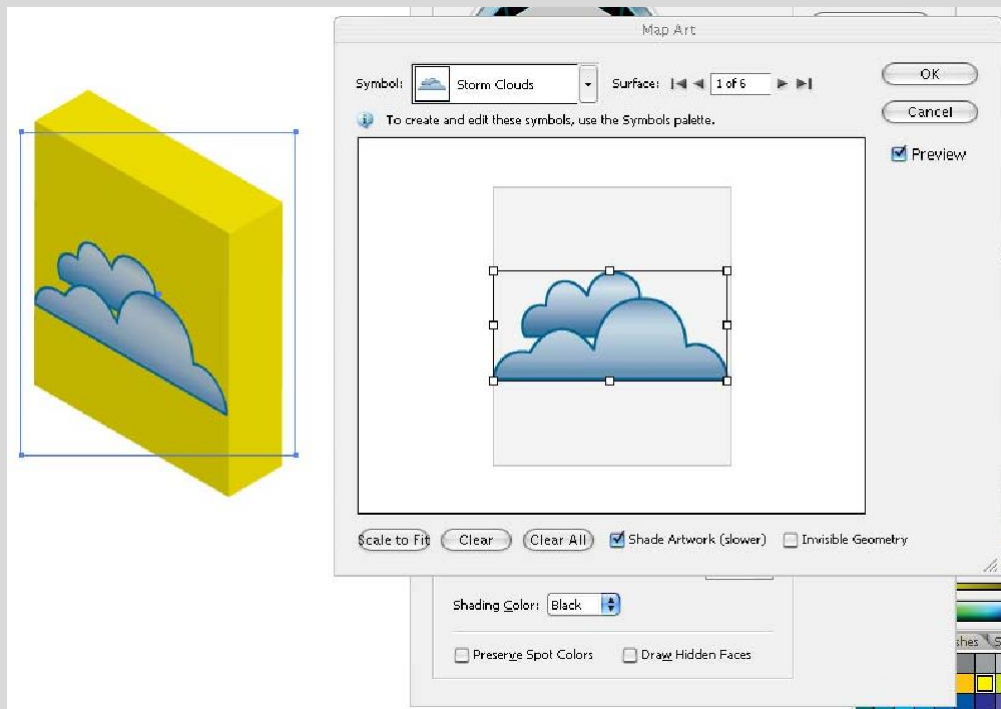 Map Art
Symbol: Storm Clouds Surface: 1 of 6 OK
To create and edit these symbols, use the Symbols palette. Cancel
Preview
Scale to Fit Clear Clear All Shade Artwork (slower) Invisible Geometry
Shading Color: Black
Preserve Spot Colors Draw Hidden Faces